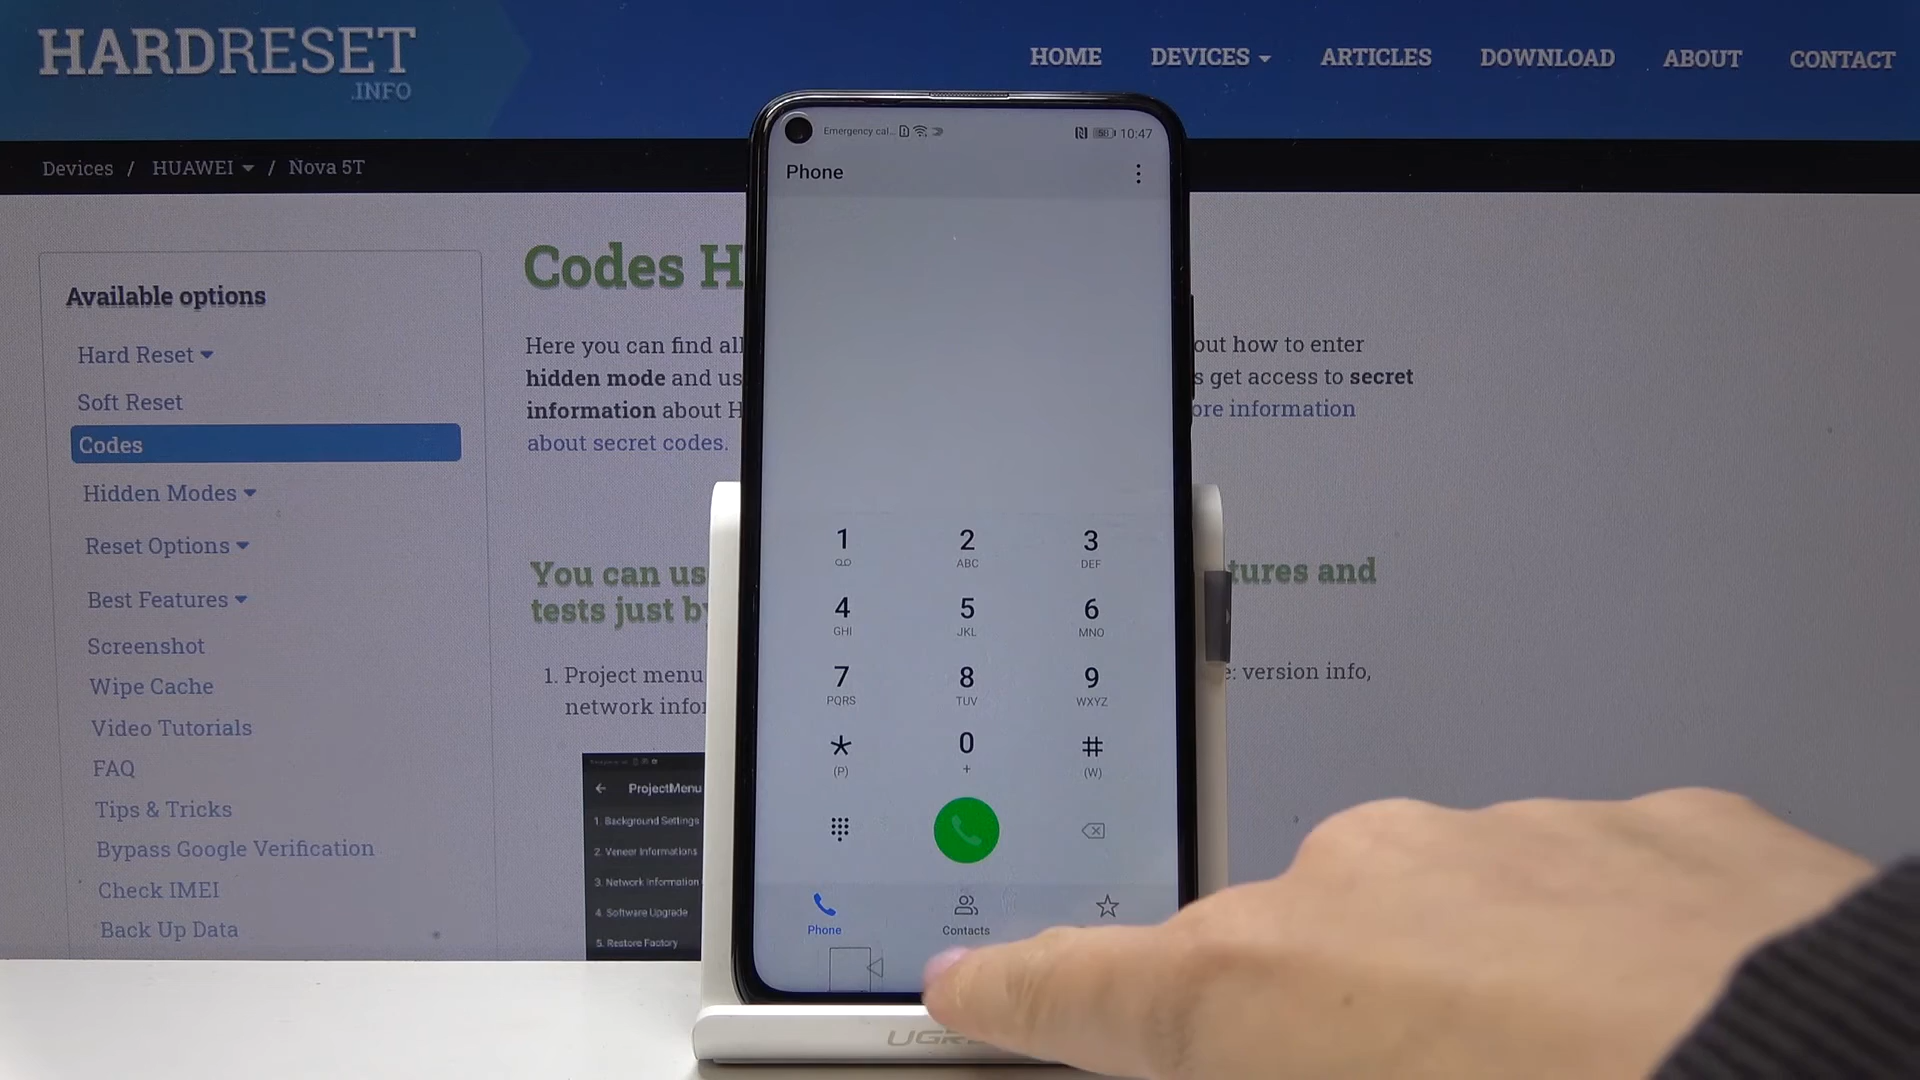 HARDRESET
.INFO
HOME DEVICES ARTICLES DOWNLOAD ABOUT CONTACT
Devices / HUAWEI / Nova 5T
Available options
Hard Reset
Soft Reset
Codes
Hidden Modes
Reset Options
Best Features
Screenshot
Wipe Cache
Video Tutorials
FAQ
Tips & Tricks
Bypass Google Verification
Check IMEI
Back Up Data
Codes H
Here you can find all
out how to enter
hidden mode and us
s get access to secret
information about H
ore information
about secret codes.
You can us
tures and
tests just by
1. Project menu
e: version info,
network infor
ProjectMenu
1. Background Settings
2. Veneer Informations
3. Network Information
4. Software Upgrade
5. Restore Factory
Emergency cal...
58 10:47
Phone
1 2 3
ABC DEF
4 5 6
GHI JKL MNO
7 8 9
PQRS TUV WXYZ
* 0 #
(P) + (W)
Phone Contacts
UGRE